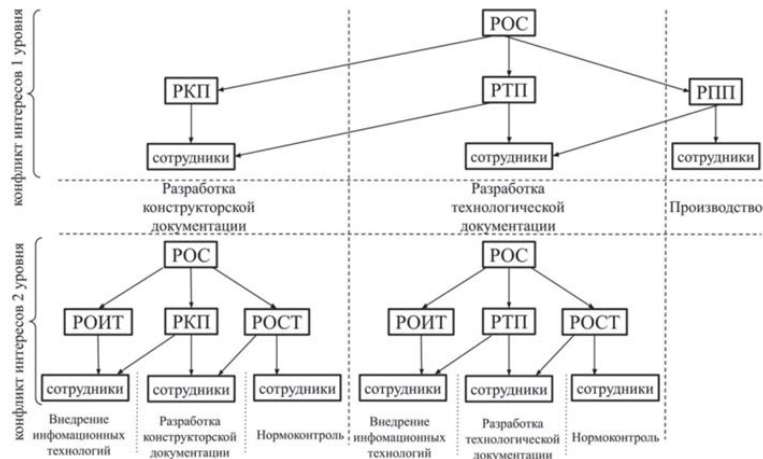 конфликт интересов 1 уровня
РОС
РКП
РТП
РПП
сотрудники
сотрудники
сотрудники
Разработка
конструкторской
документации
Разработка
технологической
документации
Производство
конфликт интересов 2 уровня
РОС
РОИТ
РКП
РОСТ
сотрудники
сотрудники
сотрудники
Внедрение
инфомационных
технологий
Разработка
конструкторской
документации
Нормоконтроль
РОС
РОИТ
РТП
РОСТ
сотрудники
сотрудники
сотрудники
Внедрение
инфомационных
технологий
Разработка
технологической
документации
Нормоконтроль